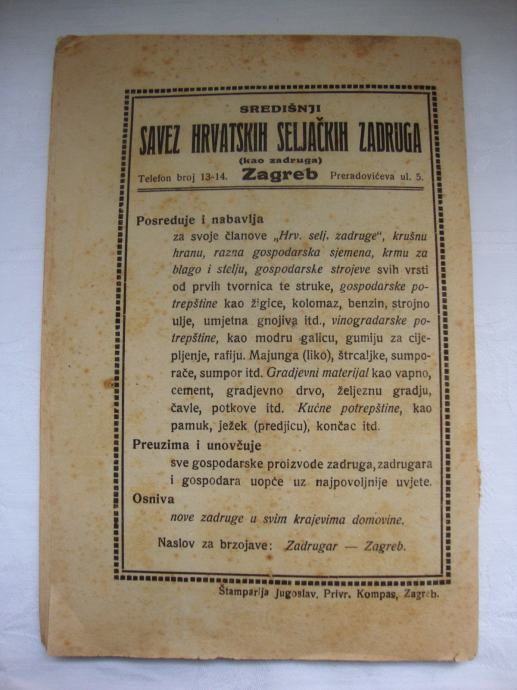 SREDIŠNJI
SAVEZ HRVATSKIH SELJAČKIH ZADRUGA
(kao zadruga)
Telefon broj 13-14. Zagreb Preradovićeva ul. 5.
Posreduje i nabavlja
za svoje članove „Hrv. selj. zadruge“, krušnu
hranu, razna gospodarska sjemena, krmu za
blago i stelju, gospodarske strojeve svih vrsti
od prvih tvornica te struke, gospodarske po-
trepštine kao žigice, kolomaz, benzin, strojno
ulje, umjetna gnojiva itd., vinogradarske po-
trepštine, kao modru galicu, gumiju za cije-
pljenje, rafiju. Majunga (liko), štrcaljke, sumpo-
rače, sumpor itd. Gradjevni materijal kao vapno,
cement, gradjevno drvo, željeznu gradju,
čavle, potkove itd. Kućne potrepštine, kao
pamuk, ježek (predjicu), končac itd.
Preuzima i unovčuje
sve gospodarske proizvode zadruga, zadrugara
i gospodara uopće uz najpovoljnije uvjete.
Osniva
nove zadruge u svim krajevima domovine.
Naslov za brzojave: Zadrugar — Zagreb.
Štamparija Jugoslav. Privr. Kompas, Zagreb.